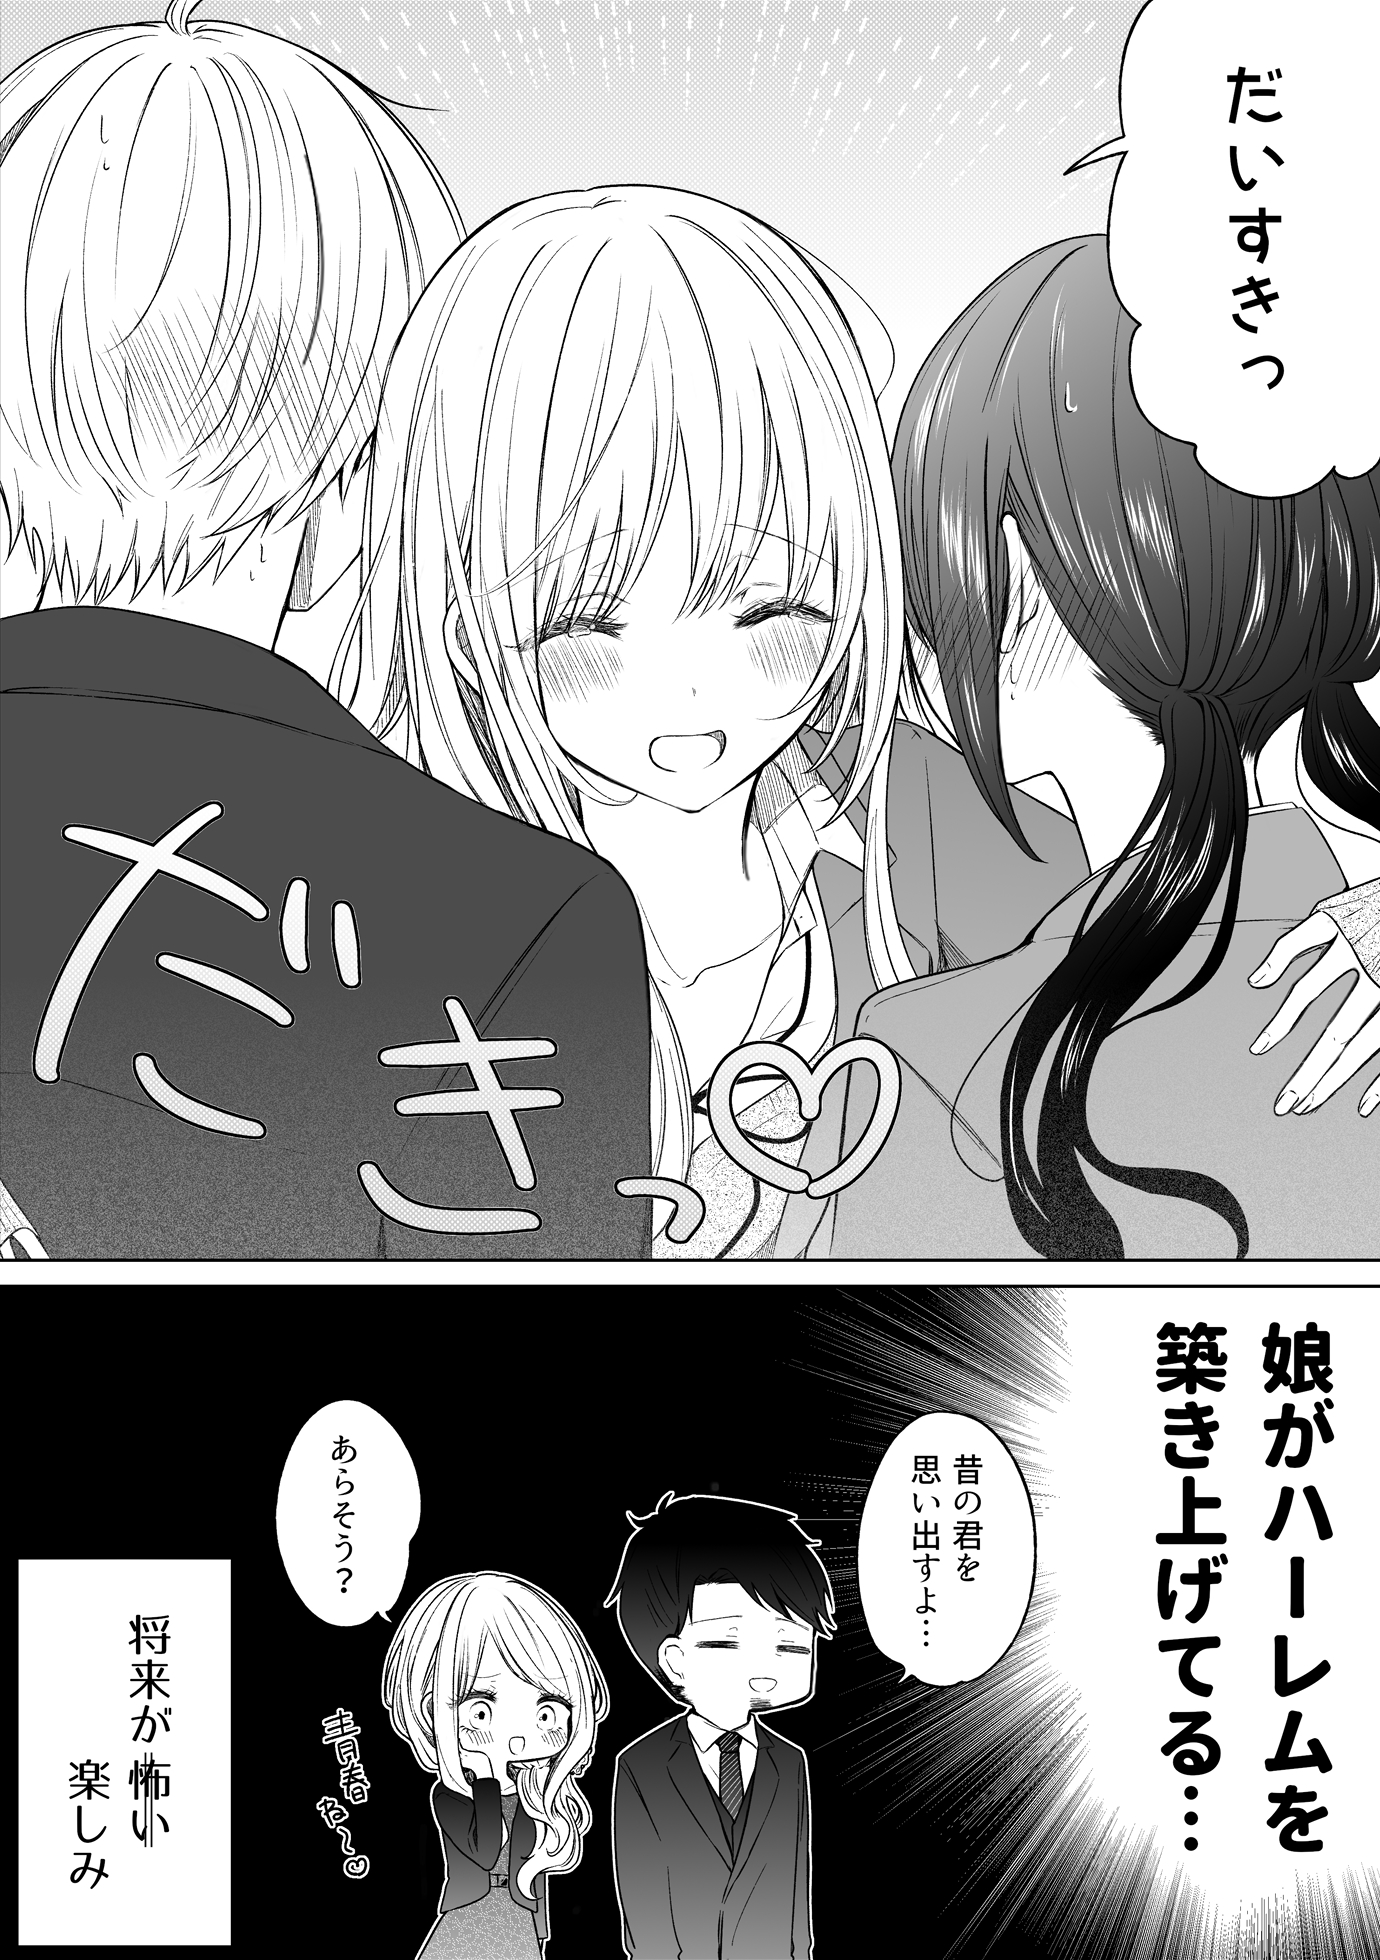 だいすきっ
だきっ♡
娘がハーレムを
築き上げてる…
昔の君を
思い出すよ…
あらそう？
青春
ね～♡
将来が怖い
楽しみ